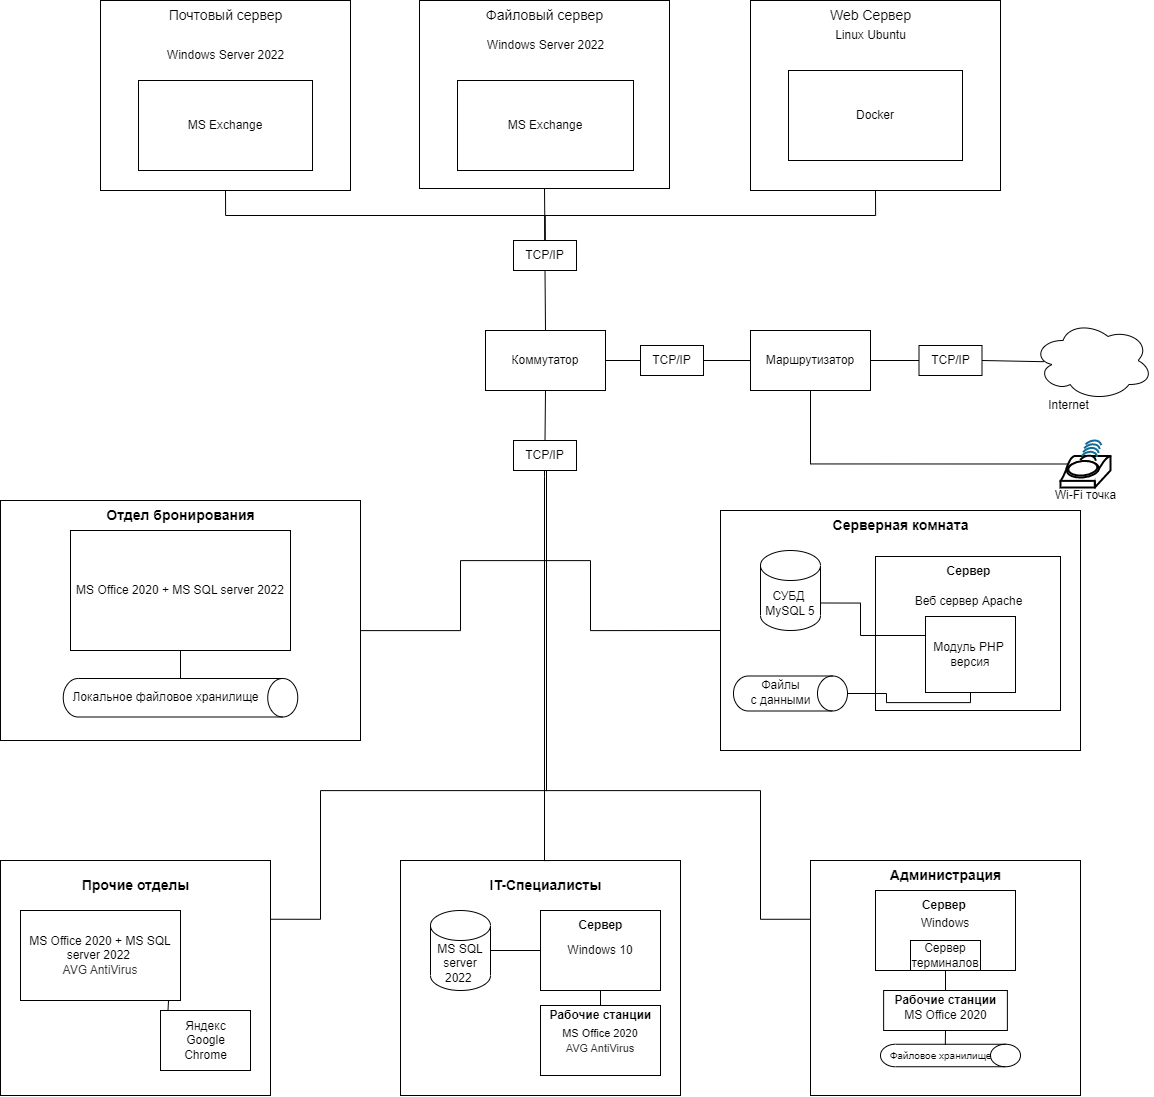 Почтовый сервер
Windows Server 2022
MS Exchange
Файловый сервер
Windows Server 2022
MS Exchange
Web Сервер
Linux Ubuntu
Docker
TCP/IP
Коммутатор
TCP/IP
Маршрутизатор
TCP/IP
Internet
TCP/IP
Wi-Fi точка
Отдел бронирования
MS Office 2020 + MS SQL server 2022
Локальное файловое хранилище
Серверная комната
СУБД
MySQL 5
Сервер
Веб сервер Apache
Модуль PHP
версия
Файлы
с данными
Прочие отделы
MS Office 2020 + MS SQL
server 2022
AVG AntiVirus
Яндекс
Google
Chrome
IT-Специалисты
MS SQL
server
2022
Сервер
Windows 10
Рабочие станции
MS Office 2020
AVG AntiVirus
Администрация
Сервер
Windows
Сервер
терминалов
Рабочие станции
MS Office 2020
Файловое хранилище